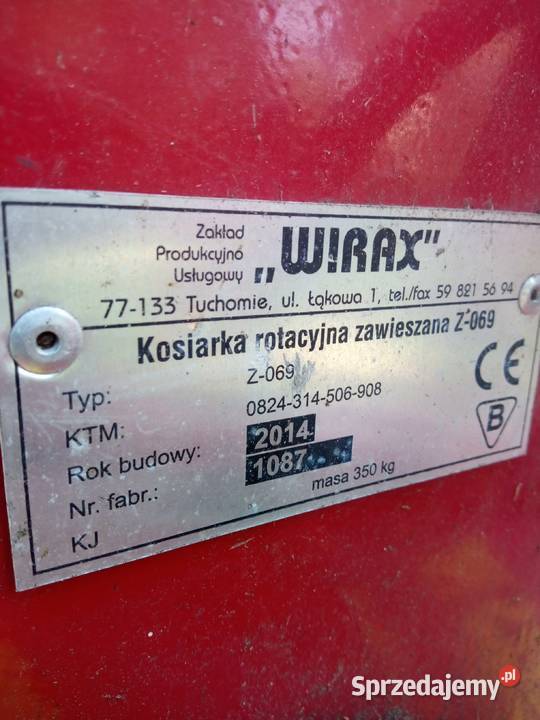 Zakład
Produkcyjno
Usługowy
„WIRAX"
77-133 Tuchomie, ul. Łąkowa 1, tel./fax 59 821 56 94
Kosiarka rotacyjna zawieszana Z-069
Typ: Z-069
KTM: 0824-314-506-908
Rok budowy: 2014
Nr. fabr.: 1087
KJ
masa 350 kg
CE
B
Sprzedajemy.pl